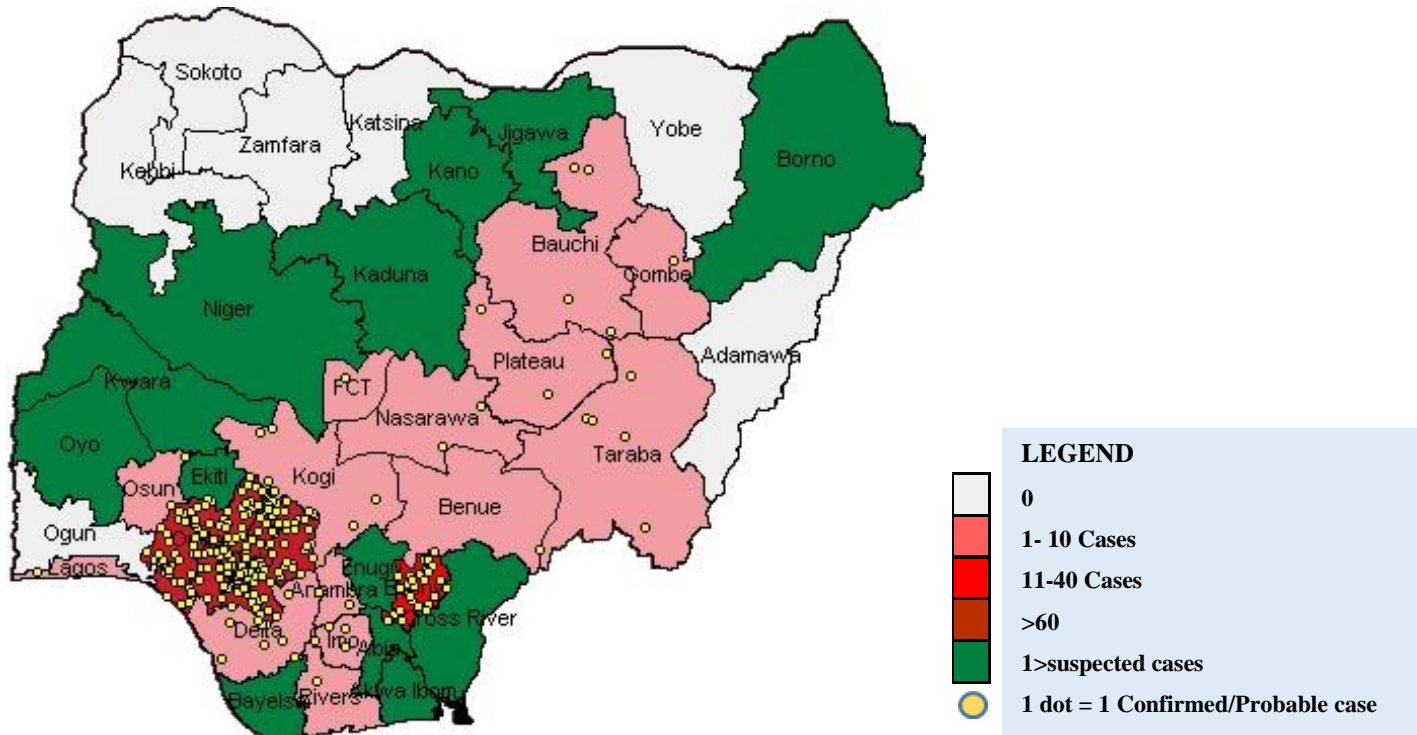 Sokoto
Katsina
Yobe
Jigawa
Zamfara
Kebbi
Kano
Borno
Bauchi
Gombe
Kaduna
Niger
Adamawa
Plateau
Kwara
FCT
Nasarawa
Oyo
Taraba
Ekiti
Kogi
Osun
Benue
Ogun
Lagos
Enugu
Anambra
Cross River
Delta
Imo
Abia
Akwa Ibom
Rivers
Bayels
LEGEND
0
1- 10 Cases
11-40 Cases
>60
1>suspected cases
1 dot = 1 Confirmed/Probable case